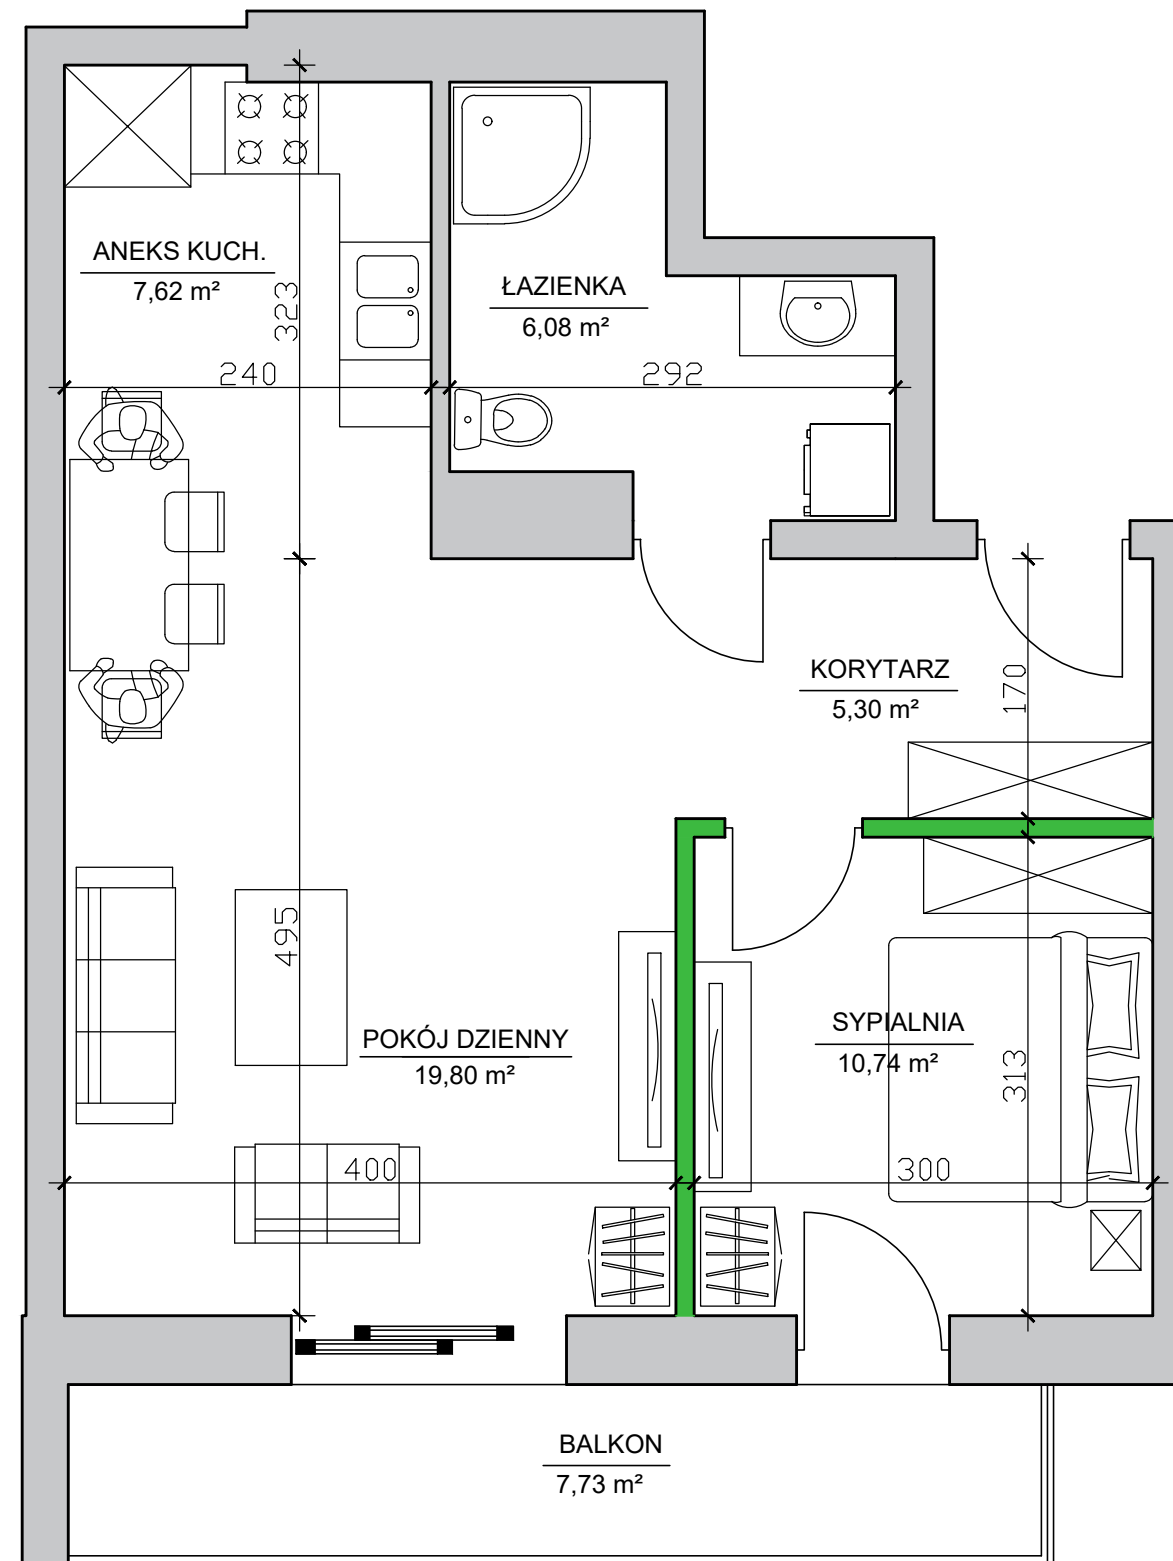 ANEKS KUCH.
7,62 m²
323
ŁAZIENKA
6,08 m²
240
292
KORYTARZ
5,30 m²
170
495
POKÓJ DZIENNY
19,80 m²
SYPIALNIA
10,74 m²
313
400
300
BALKON
7,73 m²